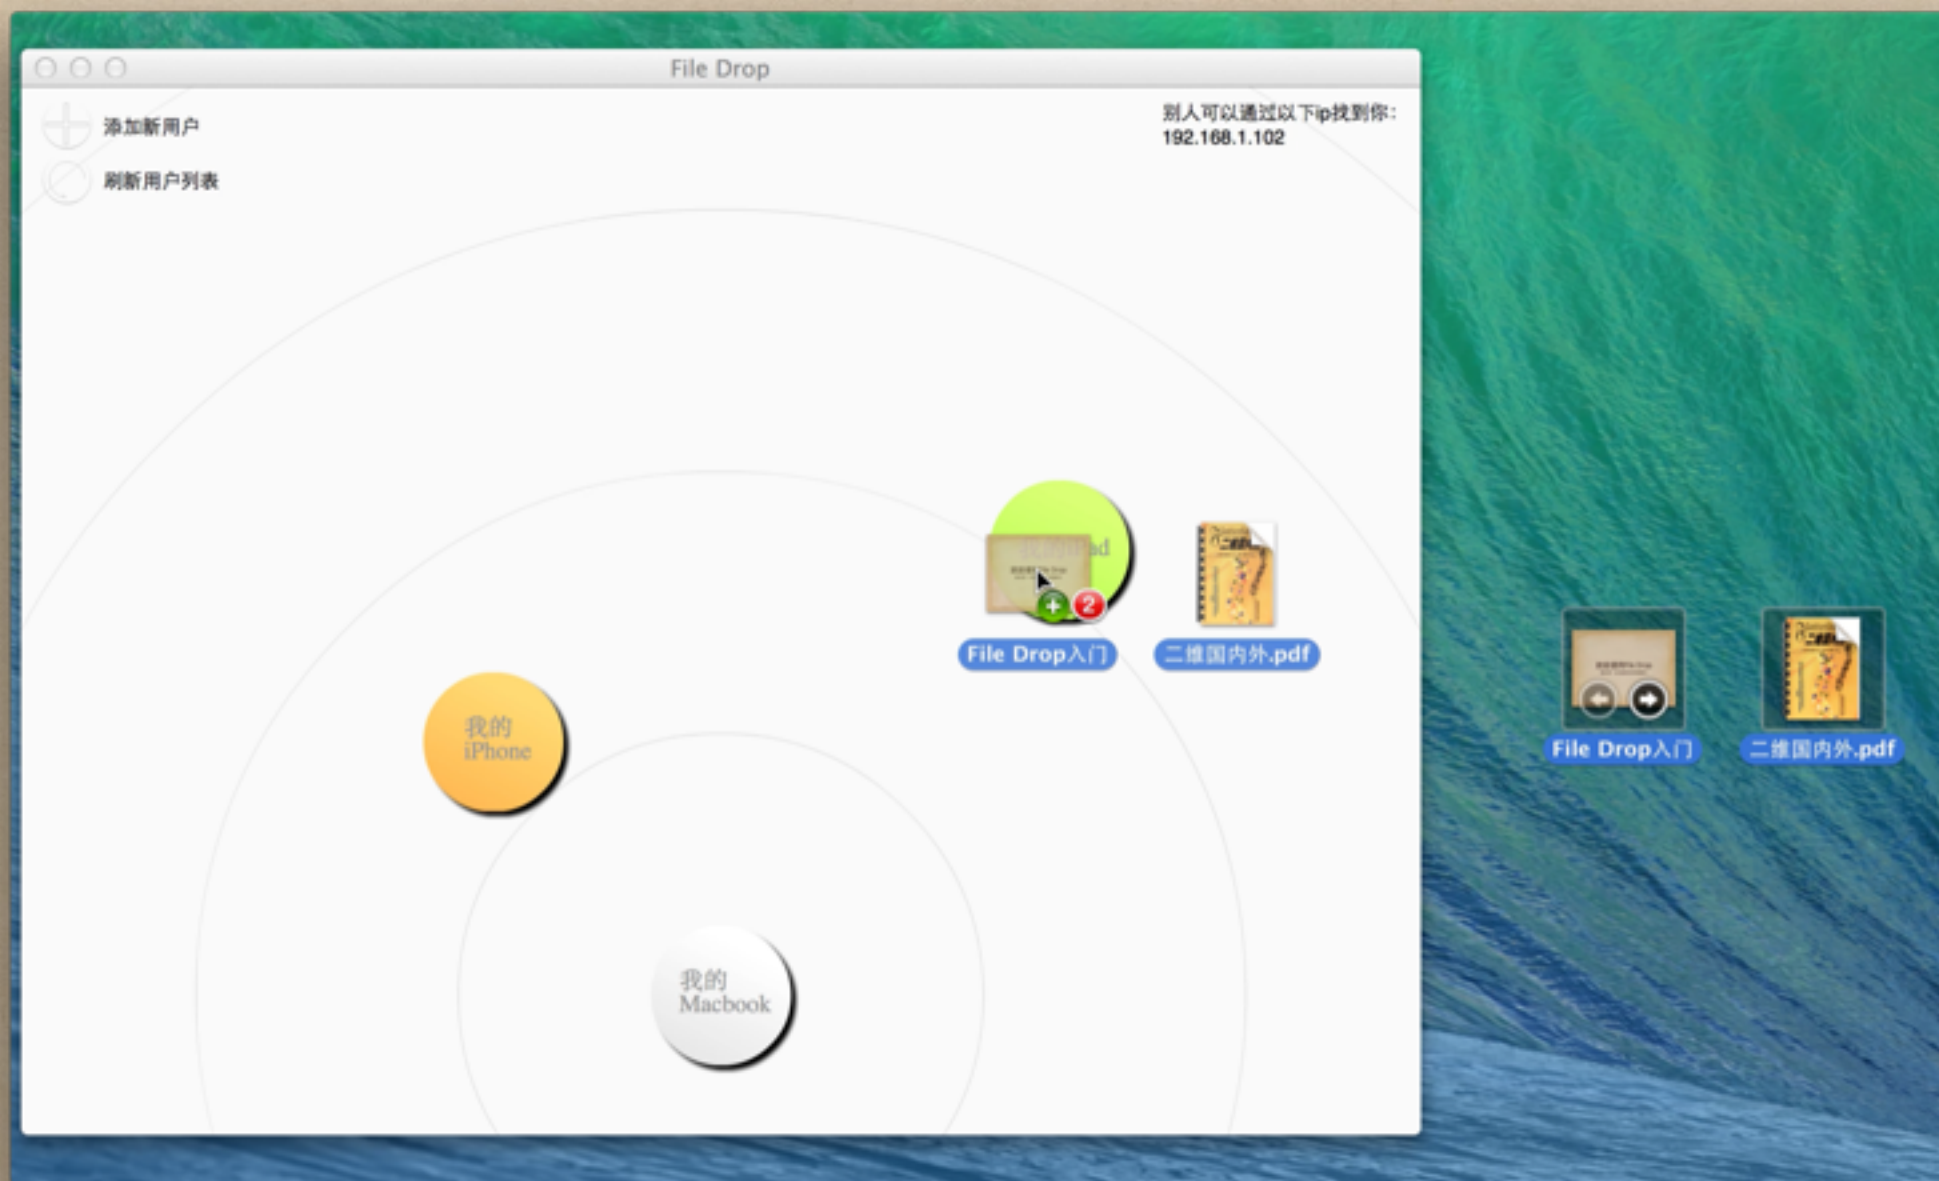 File Drop
添加新用户
刷新用户列表
别人可以通过以下ip找到你：
192.168.1.102
2
File Drop入门
二维国内外.pdf
我的
iPhone
File Drop入门
二维国内外.pdf
我的
Macbook